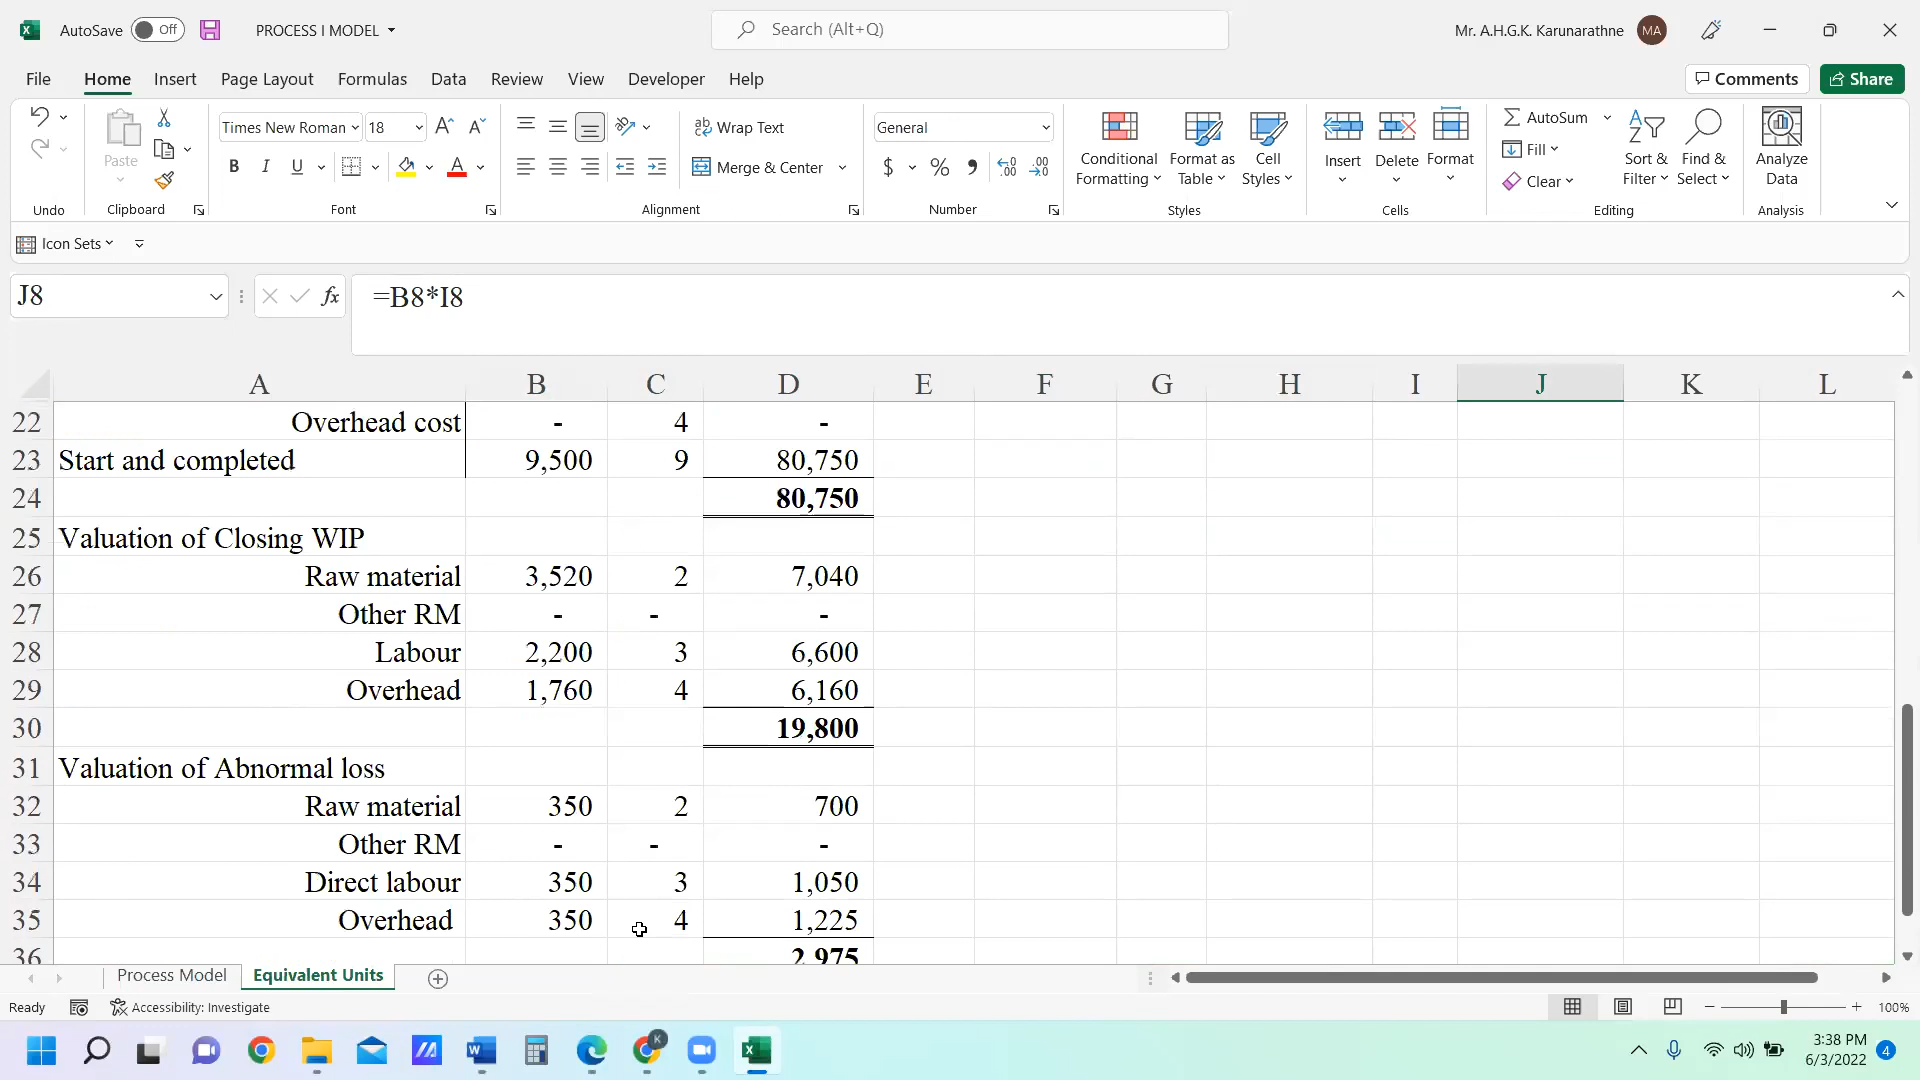 AutoSave Off PROCESS I MODEL Search (Alt+Q) Mr. A.H.G.K. Karunarathne MA
File Home Insert Page Layout Formulas Data Review View Developer Help Comments Share
Times New Roman 18 Wrap Text General AutoSum
Paste B I U Merge & Center $ % Conditional Formatting Format as Table Cell Styles Insert Delete Format Fill Clear Sort & Filter Find & Select Analyze Data
Undo Clipboard Font Alignment Number Styles Cells Editing Analysis
Icon Sets
J8 fx =B8*I8
A B C D E F G H I J K L
22 Overhead cost - 4 -
23 Start and completed 9,500 9 80,750
24 80,750
25 Valuation of Closing WIP
26 Raw material 3,520 2 7,040
27 Other RM - - -
28 Labour 2,200 3 6,600
29 Overhead 1,760 4 6,160
30 19,800
31 Valuation of Abnormal loss
32 Raw material 350 2 700
33 Other RM - - -
34 Direct labour 350 3 1,050
35 Overhead 350 4 1,225
36 2,975
Process Model Equivalent Units
Ready Accessibility: Investigate 100%
3:38 PM
6/3/2022 4